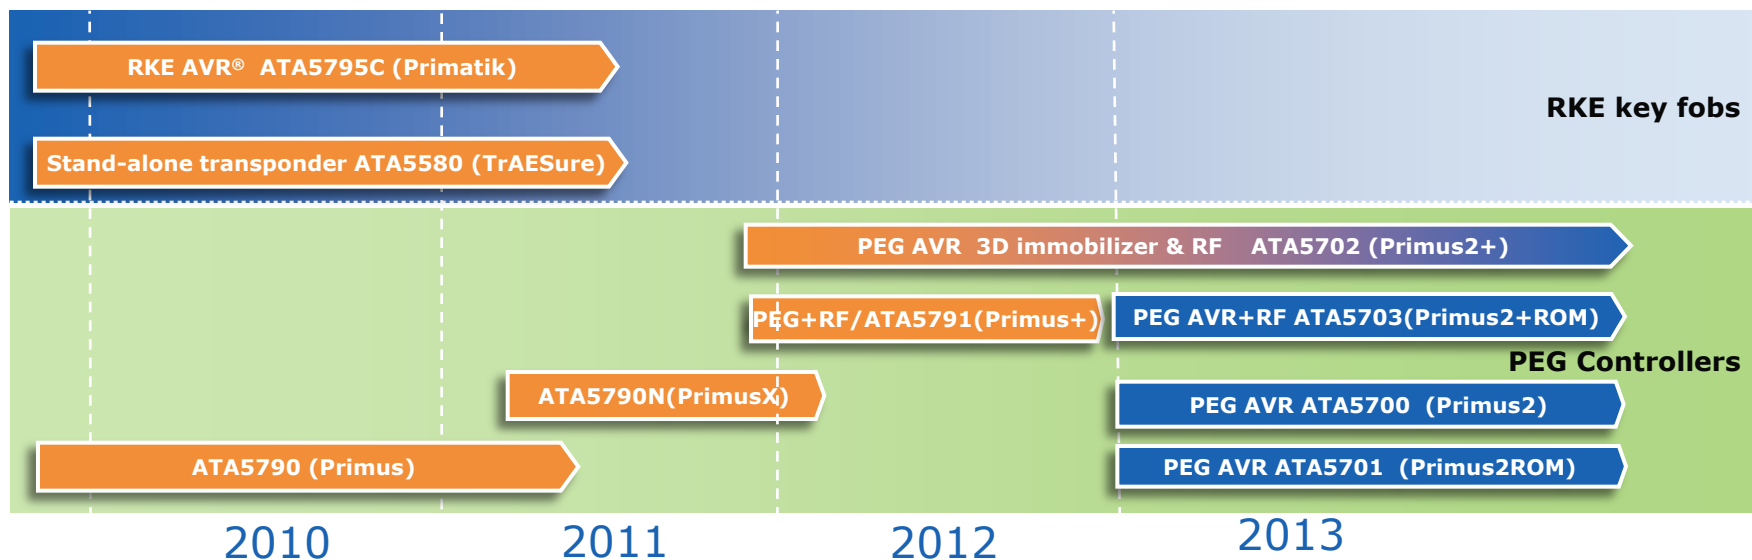 RKE AVR® ATA5795C (Primatik)
RKE key fobs
Stand-alone transponder ATA5580 (TrAESure)
PEG AVR 3D immobilizer & RF ATA5702 (Primus2+)
PEG+RF/ATA5791(Primus+)
PEG AVR+RF ATA5703(Primus2+ROM)
PEG Controllers
ATA5790N(PrimusX)
PEG AVR ATA5700 (Primus2)
ATA5790 (Primus)
PEG AVR ATA5701 (Primus2ROM)
2010
2011
2012
2013